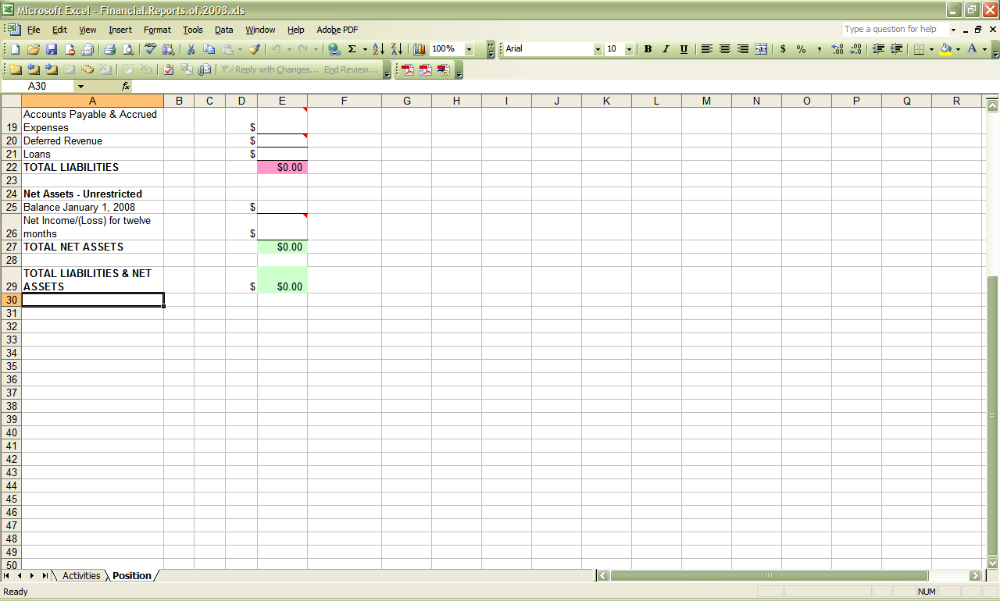 Microsoft Excel - Financial.Reports.of.2008.xls
File Edit View Insert Format Tools Data Window Help Adobe PDF
Type a question for help
100% Arial 10 B I U $ % ,
Reply with Changes... End Review...
A30 fx
A B C D E F G H I J K L M N O P Q R
Accounts Payable & Accrued
19 Expenses $
20 Deferred Revenue $
21 Loans $
22 TOTAL LIABILITIES $0.00
23
24 Net Assets - Unrestricted
25 Balance January 1, 2008 $
Net Income/(Loss) for twelve
26 months $
27 TOTAL NET ASSETS $0.00
28
TOTAL LIABILITIES & NET
29 ASSETS $ $0.00
30
31
32
33
34
35
36
37
38
39
40
41
42
43
44
45
46
47
48
49
50
Activities Position
Ready NUM